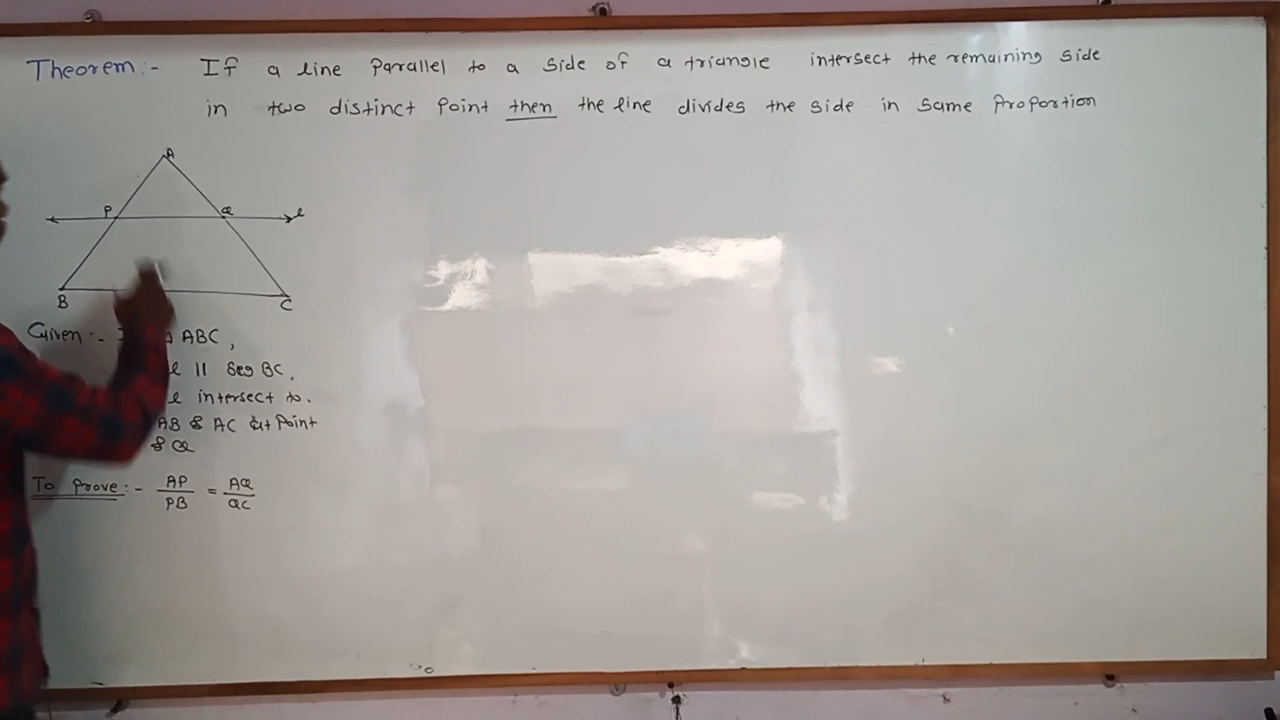 Theorem:- If a line parallel to a side of a triangle intersect the remaining side
in two distinct point then the line divides the side in same proportion
A
P Q l
B C
Given:- ABC,
l || seg BC,
l intersect to.
AB & AC at point
& Q
To prove:- AP/PB = AQ/QC